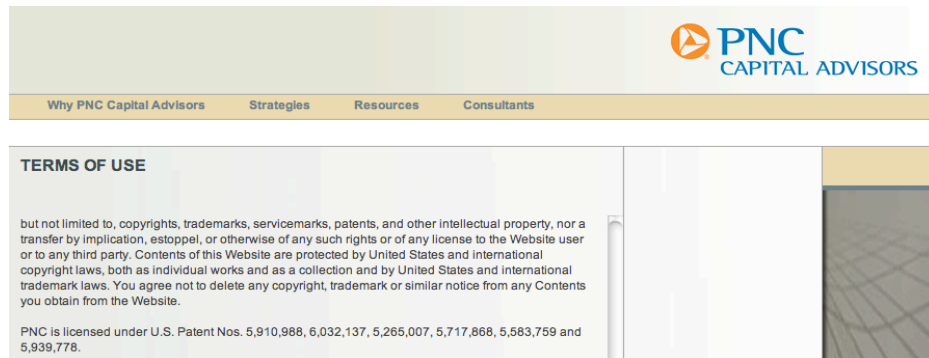 PNC
CAPITAL ADVISORS
Why PNC Capital Advisors Strategies Resources Consultants
TERMS OF USE
but not limited to, copyrights, trademarks, servicemarks, patents, and other intellectual property, nor a
transfer by implication, estoppel, or otherwise of any such rights or of any license to the Website user
or to any third party. Contents of this Website are protected by United States and international
copyright laws, both as individual works and as a collection and by United States and international
trademark laws. You agree not to delete any copyright, trademark or similar notice from any Contents
you obtain from the Website.
PNC is licensed under U.S. Patent Nos. 5,910,988, 6,032,137, 5,265,007, 5,717,868, 5,583,759 and
5,939,778.